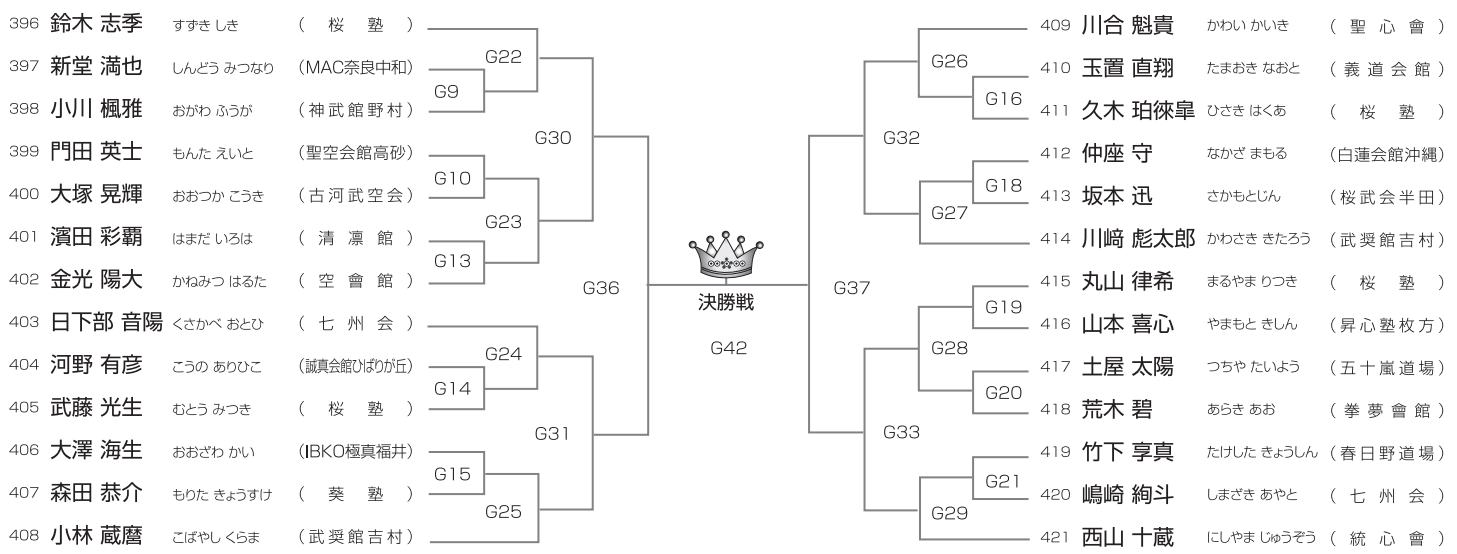 396 鈴木 志季 すずき しき (桜塾)
397 新堂 満也 しんどう みつなり (MAC奈良中和)
398 小川 楓雅 おがわ ふうが (神武館野村)
399 門田 英士 もんた えいと (聖空会館高砂)
400 大塚 晃輝 おおつか こうき (古河武空会)
401 濱田 彩覇 はまだ いろは (清凛館)
402 金光 陽大 かねみつ はるた (空會館)
403 日下部 音陽 くさかべ おとひ (七州会)
404 河野 有彦 こうの ありひこ (誠真会館ひばりが丘)
405 武藤 光生 むとう みつき (桜塾)
406 大澤 海生 おおざわ かい (IBKO極真福井)
407 森田 恭介 もりた きょうすけ (葵塾)
408 小林 蔵麿 こばやし くらま (武奨館吉村)
G22
G9
G30
G10
G23
G13
G36
G24
G14
G31
G15
G25
決勝戦
G42
G26
G16
G32
G18
G27
G37
G19
G28
G20
G33
G21
G29
409 川合 魁貴 かわい かいき (聖心會)
410 玉置 直翔 たまおき なおと (義道会館)
411 久木 珀徠皐 ひさき はくあ (桜塾)
412 仲座 守 なかざ まもる (白蓮会館沖縄)
413 坂本 迅 さかもとじん (桜武会半田)
414 川﨑 彪太郎 かわさき きたろう (武奨館吉村)
415 丸山 律希 まるやま りつき (桜塾)
416 山本 喜心 やまもと きしん (昇心塾枚方)
417 土屋 太陽 つちや たいよう (五十嵐道場)
418 荒木 碧 あらき あお (拳夢會館)
419 竹下 享真 たけした きょうしん (春日野道場)
420 嶋崎 絢斗 しまざき あやと (七州会)
421 西山 十蔵 にしやま じゅうぞう (統心會)